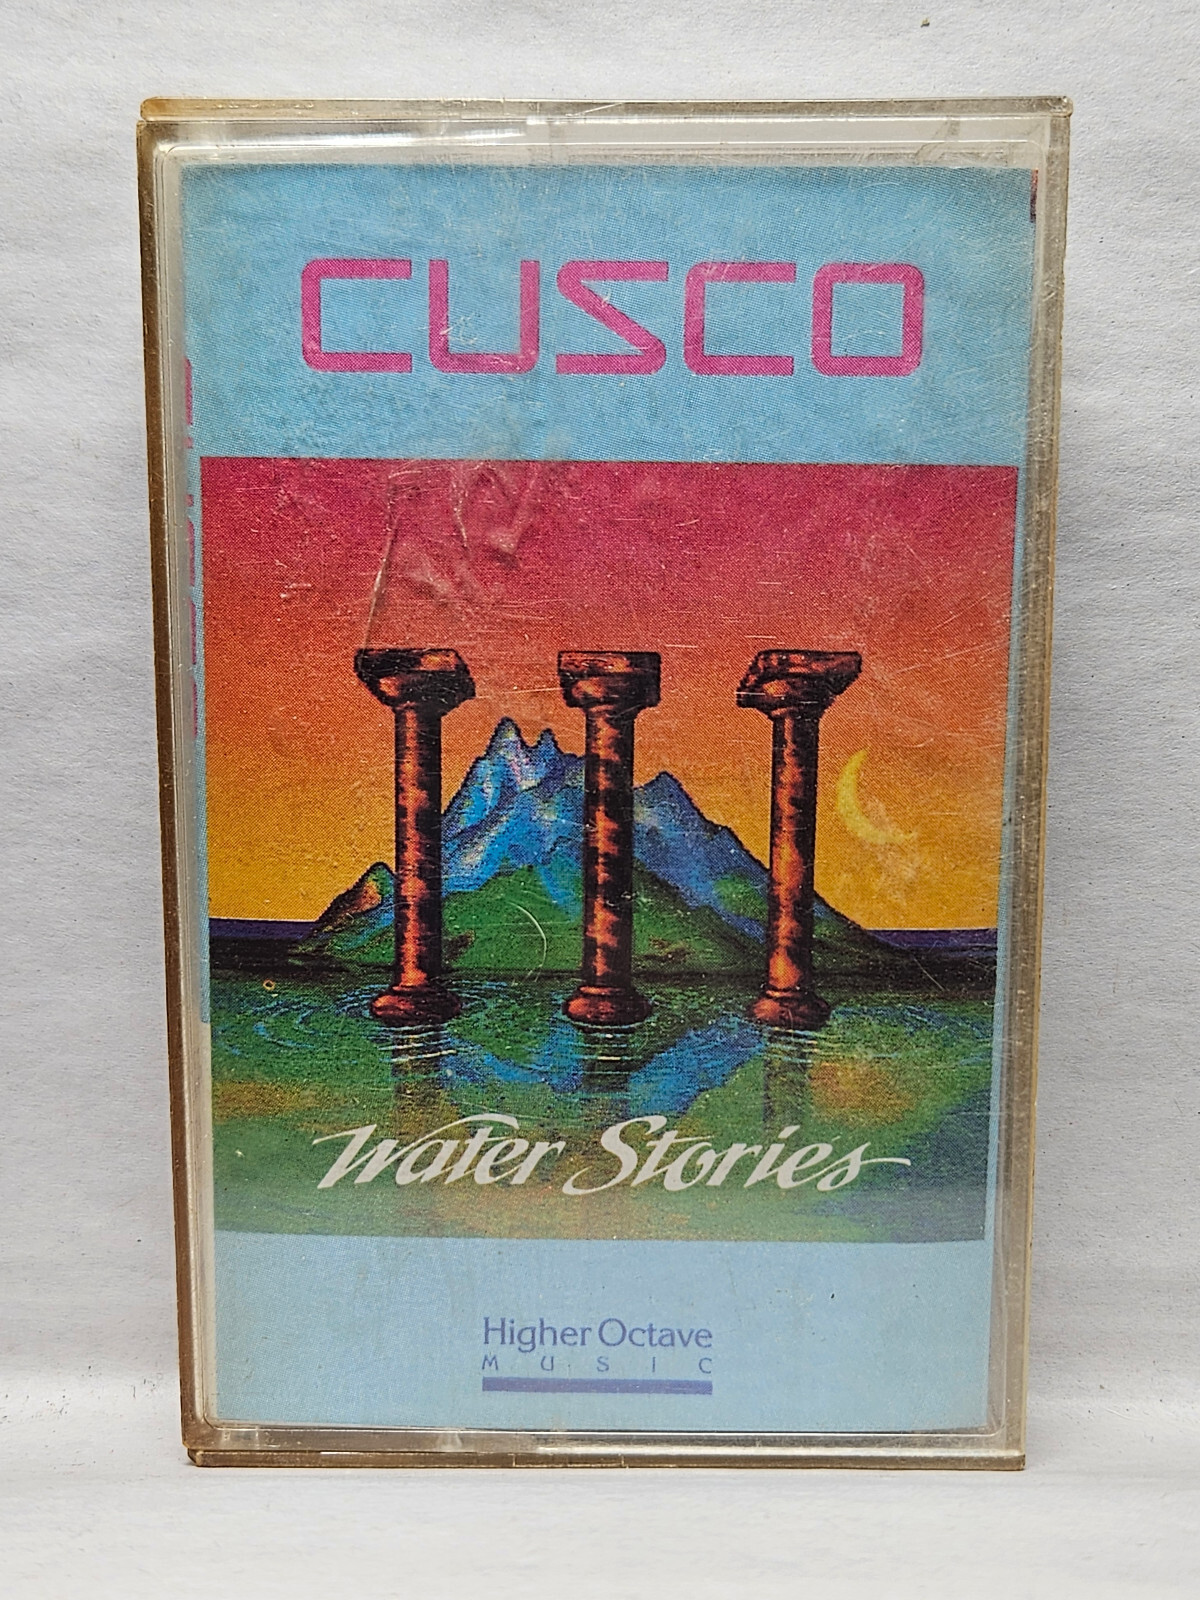 CUSCO
Water Stories
Higher Octave
MUSIC